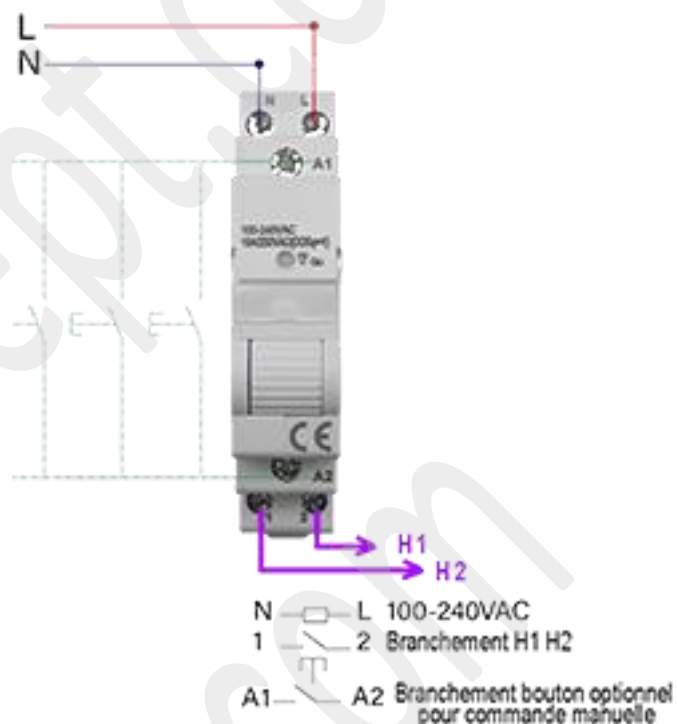 L
N
N L
A1
100-240VAC
CE
A2
1 2
H1
H2
N L 100-240VAC
1 2 Branchement H1 H2
A1 A2 Branchement bouton optionnel
pour commande manuelle